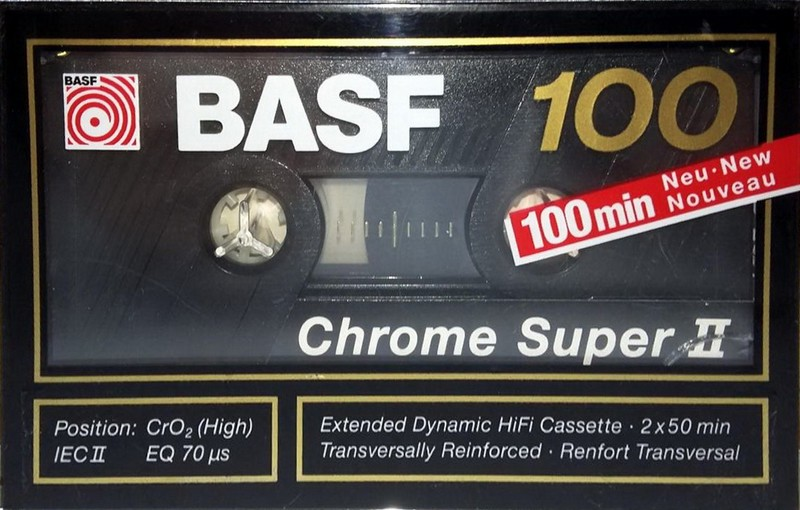 BASF
BASF 100
100 min Neu·New Nouveau
Chrome Super II
Position: CrO₂ (High)
IEC II EQ 70 µs
Extended Dynamic HiFi Cassette · 2 x 50 min
Transversally Reinforced · Renfort Transversal